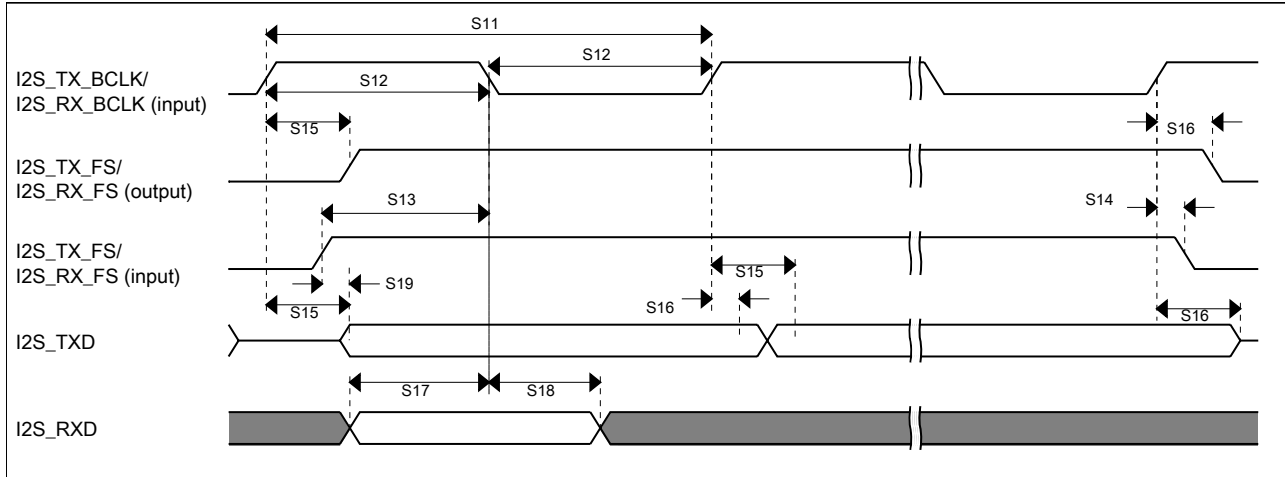 S11
I2S_TX_BCLK/
I2S_RX_BCLK (input)
S12
S12
S15
S16
I2S_TX_FS/
I2S_RX_FS (output)
S13
S14
I2S_TX_FS/
I2S_RX_FS (input)
S19
S15
S15
S16
S16
I2S_TXD
S17
S18
I2S_RXD